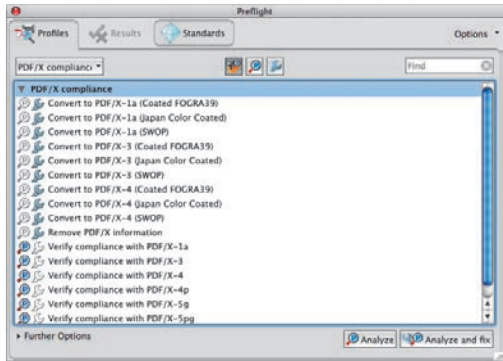 Preflight
Profiles Results Standards Options
PDF/X complianc Find
PDF/X compliance
Convert to PDF/X-1a (Coated FOGRA39)
Convert to PDF/X-1a (Japan Color Coated)
Convert to PDF/X-1a (SWOP)
Convert to PDF/X-3 (Coated FOGRA39)
Convert to PDF/X-3 (Japan Color Coated)
Convert to PDF/X-3 (SWOP)
Convert to PDF/X-4 (Coated FOGRA39)
Convert to PDF/X-4 (Japan Color Coated)
Convert to PDF/X-4 (SWOP)
Remove PDF/X information
Verify compliance with PDF/X-1a
Verify compliance with PDF/X-3
Verify compliance with PDF/X-4
Verify compliance with PDF/X-4p
Verify compliance with PDF/X-5g
Verify compliance with PDF/X-5pg
Further Options Analyze Analyze and fix